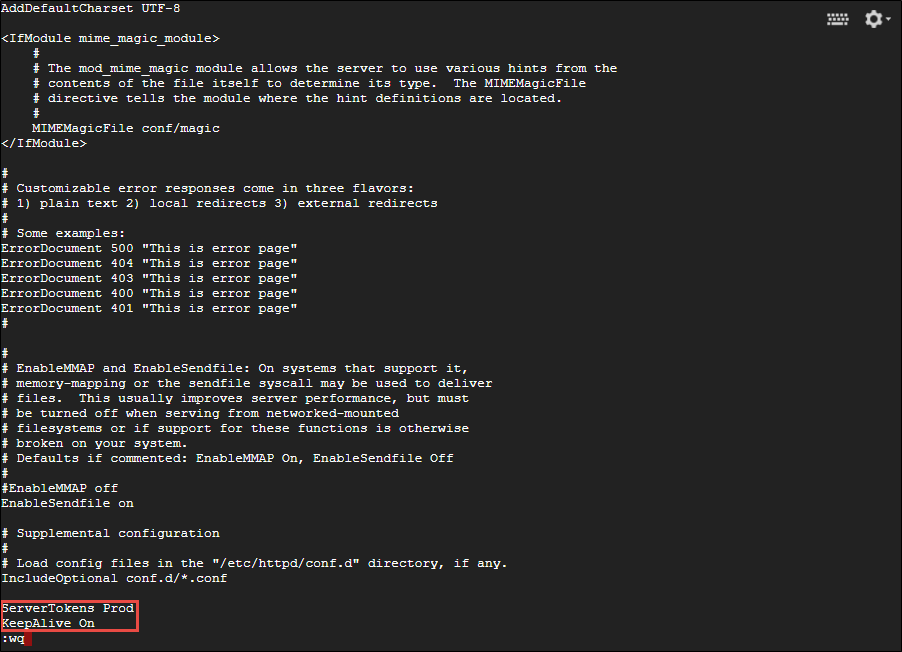 AddDefaultCharset UTF-8
<IfModule mime_magic_module>
#
# The mod_mime_magic module allows the server to use various hints from the
# contents of the file itself to determine its type.  The MIMEMagicFile
# directive tells the module where the hint definitions are located.
#
MIMEMagicFile conf/magic
</IfModule>
#
# Customizable error responses come in three flavors:
# 1) plain text 2) local redirects 3) external redirects
#
# Some examples:
ErrorDocument 500 "This is error page"
ErrorDocument 404 "This is error page"
ErrorDocument 403 "This is error page"
ErrorDocument 400 "This is error page"
ErrorDocument 401 "This is error page"
#
#
# EnableMMAP and EnableSendfile: On systems that support it,
# memory-mapping or the sendfile syscall may be used to deliver
# files.  This usually improves server performance, but must
# be turned off when serving from networked-mounted
# filesystems or if support for these functions is otherwise
# broken on your system.
# Defaults if commented: EnableMMAP On, EnableSendfile Off
#
#EnableMMAP off
EnableSendfile on
# Supplemental configuration
#
# Load config files in the "/etc/httpd/conf.d" directory, if any.
IncludeOptional conf.d/*.conf
ServerTokens Prod
KeepAlive On
:wq